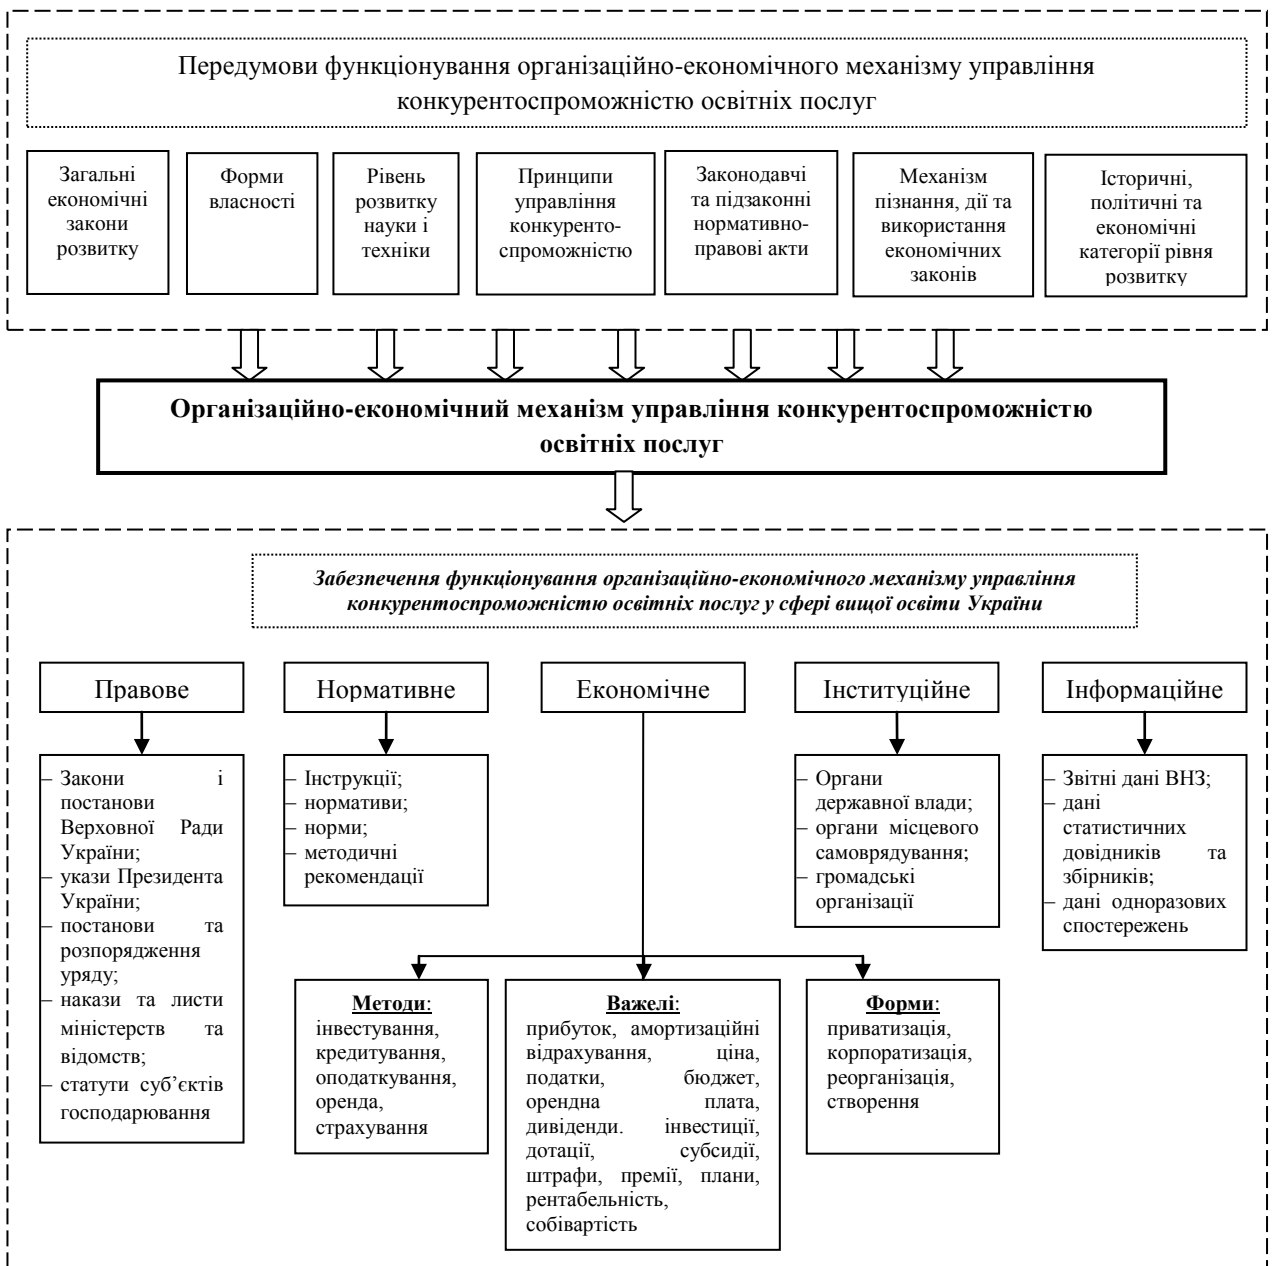 Передумови функціонування організаційно-економічного механізму управління
конкурентоспроможністю освітніх послуг
Загальні
економічні
закони
розвитку
Форми
власності
Рівень
розвитку
науки і
техніки
Принципи
управління
конкуренто-
спроможністю
Законодавчі
та підзаконні
нормативно-
правові акти
Механізм
пізнання, дії та
використання
економічних
законів
Історичні,
політичні та
економічні
категорії рівня
розвитку
Організаційно-економічний механізм управління конкурентоспроможністю
освітніх послуг
Забезпечення функціонування організаційно-економічного механізму управління
конкурентоспроможністю освітніх послуг у сфері вищої освіти України
Правове
Нормативне
Економічне
Інституційне
Інформаційне
– Закони і
постанови
Верховної Ради
України;
– укази Президента
України;
– постанови та
розпорядження
уряду;
– накази та листи
міністерств та
відомств;
– статути суб’єктів
господарювання
– Інструкції;
– нормативи;
– норми;
– методичні
рекомендації
– Органи
державної влади;
– органи місцевого
самоврядування;
– громадські
організації
– Звітні дані ВНЗ;
– дані
статистичних
довідників та
збірників;
– дані одноразових
спостережень
Методи:
інвестування,
кредитування,
оподаткування,
оренда,
страхування
Важелі:
прибуток, амортизаційні
відрахування, ціна,
податки, бюджет,
орендна плата,
дивіденди. інвестиції,
дотації, субсидії,
штрафи, премії, плани,
рентабельність,
собівартість
Форми:
приватизація,
корпоратизація,
реорганізація,
створення